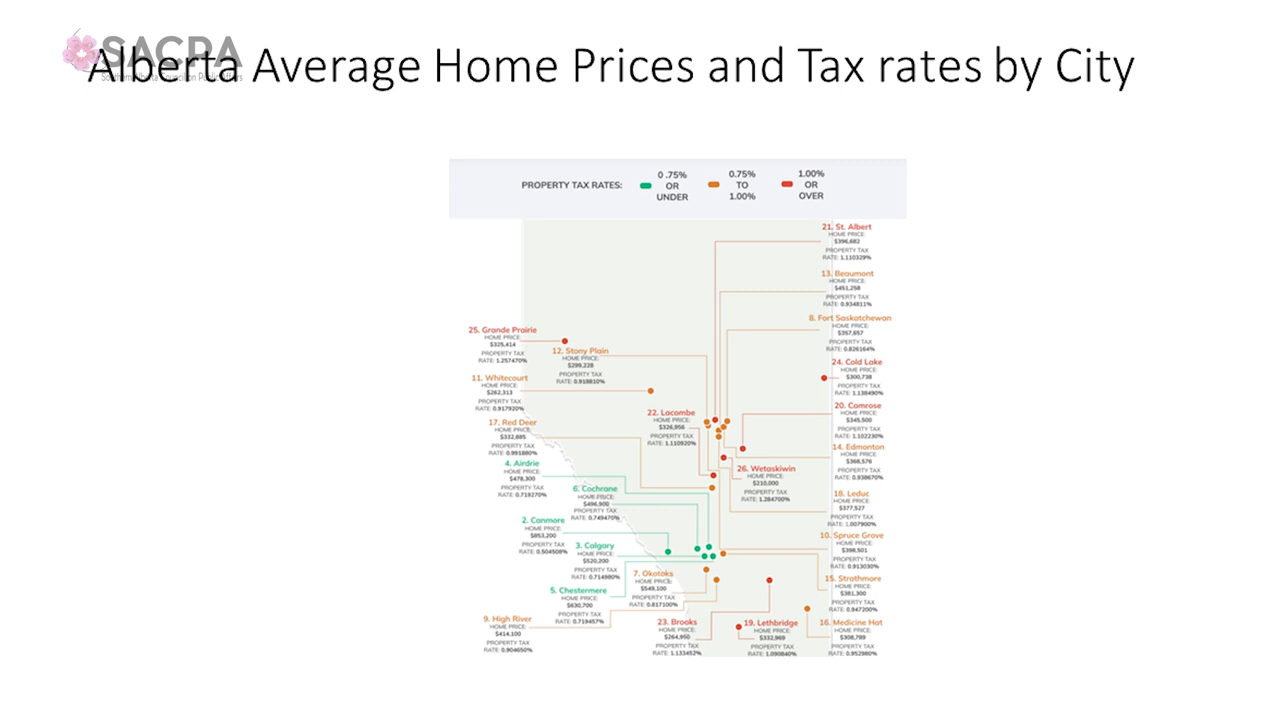 SACPA
Southern Alberta Council on Public Affairs
Alberta Average Home Prices and Tax rates by City
PROPERTY TAX RATES:
0 .75%
OR
UNDER
0.75%
TO
1.00%
1.00%
OR
OVER
21. St. Albert
HOME PRICE:
$396,682
PROPERTY TAX
RATE: 1.110329%
13. Beaumont
HOME PRICE:
$451,258
PROPERTY TAX
RATE: 0.934811%
8. Fort Saskatchewan
HOME PRICE:
$357,657
PROPERTY TAX
RATE: 0.826164%
25. Grande Prairie
HOME PRICE:
$325,414
PROPERTY TAX
RATE: 1.257470%
12. Stony Plain
HOME PRICE:
$299,228
PROPERTY TAX
RATE: 0.918810%
24. Cold Lake
HOME PRICE:
$300,738
PROPERTY TAX
RATE: 1.138490%
11. Whitecourt
HOME PRICE:
$262,313
PROPERTY TAX
RATE: 0.917920%
22. Lacombe
HOME PRICE:
$326,956
PROPERTY TAX
RATE: 1.110920%
20. Camrose
HOME PRICE:
$345,500
PROPERTY TAX
RATE: 1.102230%
17. Red Deer
HOME PRICE:
$332,885
PROPERTY TAX
RATE: 0.991880%
14. Edmonton
HOME PRICE:
$368,576
PROPERTY TAX
RATE: 0.938670%
4. Airdrie
HOME PRICE:
$478,300
PROPERTY TAX
RATE: 0.719270%
26. Wetaskiwin
HOME PRICE:
$210,000
PROPERTY TAX
RATE: 1.284700%
6. Cochrane
HOME PRICE:
$496,900
PROPERTY TAX
RATE: 0.749470%
18. Leduc
HOME PRICE:
$377,527
PROPERTY TAX
RATE: 1.007900%
2. Canmore
HOME PRICE:
$853,200
PROPERTY TAX
RATE: 0.504508%
3. Calgary
HOME PRICE:
$520,200
PROPERTY TAX
RATE: 0.714980%
10. Spruce Grove
HOME PRICE:
$398,501
PROPERTY TAX
RATE: 0.913030%
7. Okotoks
HOME PRICE:
$549,100
PROPERTY TAX
RATE: 0.817100%
15. Strathmore
HOME PRICE:
$381,300
PROPERTY TAX
RATE: 0.947200%
5. Chestermere
HOME PRICE:
$630,700
PROPERTY TAX
RATE: 0.719457%
9. High River
HOME PRICE:
$414,100
PROPERTY TAX
RATE: 0.904650%
23. Brooks
HOME PRICE:
$264,950
PROPERTY TAX
RATE: 1.133452%
19. Lethbridge
HOME PRICE:
$332,969
PROPERTY TAX
RATE: 1.090840%
16. Medicine Hat
HOME PRICE:
$308,789
PROPERTY TAX
RATE: 0.952980%